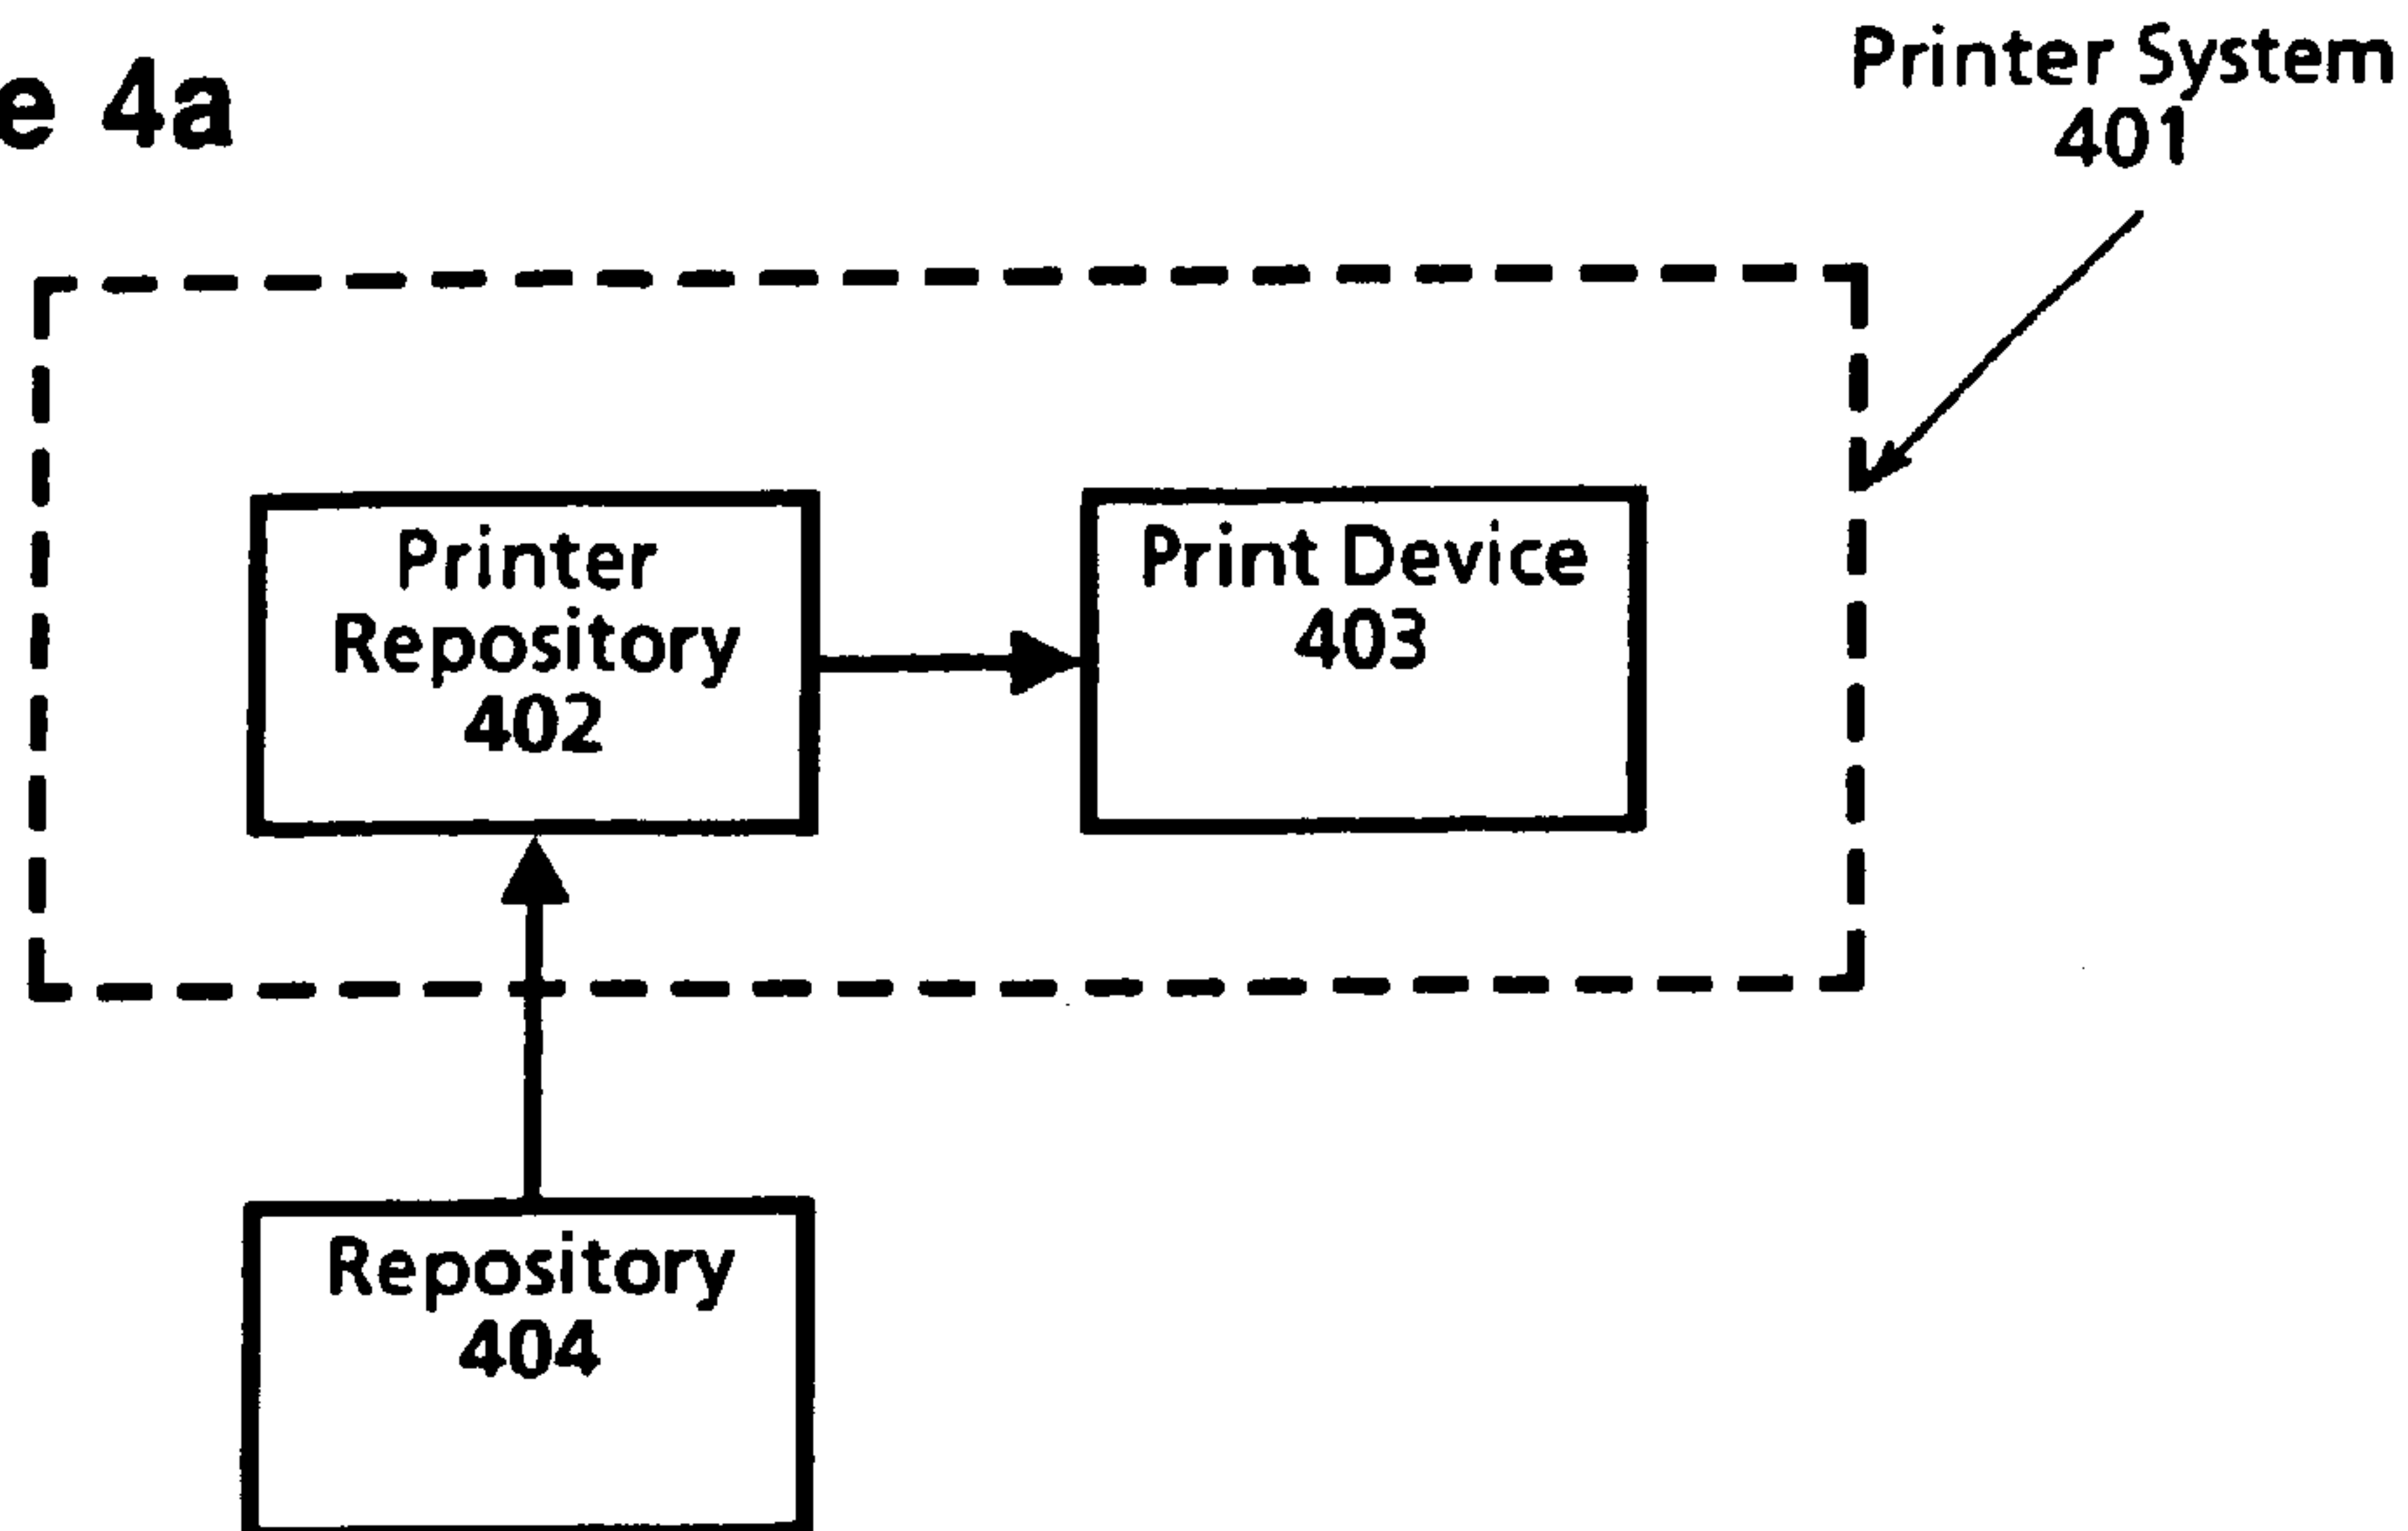 e 4a
Printer System
401
Printer
Repository
402
Print Device
403
Repository
404